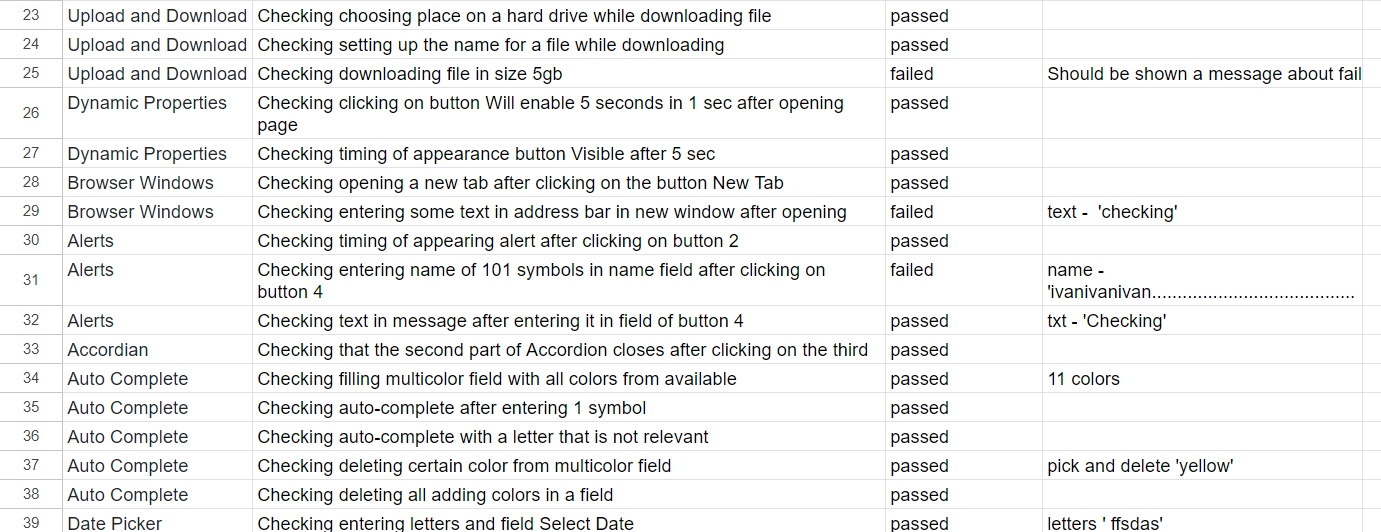 23 Upload and Download Checking choosing place on a hard drive while downloading file passed
24 Upload and Download Checking setting up the name for a file while downloading passed
25 Upload and Download Checking downloading file in size 5gb failed Should be shown a message about fail
26 Dynamic Properties Checking clicking on button Will enable 5 seconds in 1 sec after opening passed
page
27 Dynamic Properties Checking timing of appearance button Visible after 5 sec passed
28 Browser Windows Checking opening a new tab after clicking on the button New Tab passed
29 Browser Windows Checking entering some text in address bar in new window after opening failed text -  'checking'
30 Alerts Checking timing of appearing alert after clicking on button 2 passed
31 Alerts Checking entering name of 101 symbols in name field after clicking on failed name -
button 4 'ivanivanivan........................................
32 Alerts Checking text in message after entering it in field of button 4 passed txt - 'Checking'
33 Accordian Checking that the second part of Accordion closes after clicking on the third passed
34 Auto Complete Checking filling multicolor field with all colors from available passed 11 colors
35 Auto Complete Checking auto-complete after entering 1 symbol passed
36 Auto Complete Checking auto-complete with a letter that is not relevant passed
37 Auto Complete Checking deleting certain color from multicolor field passed pick and delete 'yellow'
38 Auto Complete Checking deleting all adding colors in a field passed
39 Date Picker Checking entering letters and field Select Date passed letters ' ffsdas'